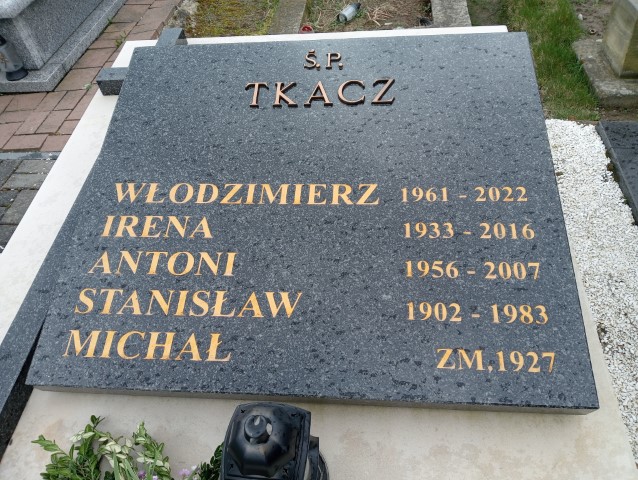 Ś.P.
TKACZ
WŁODZIMIERZ 1961 - 2022
IRENA 1933 - 2016
ANTONI 1956 - 2007
STANISŁAW 1902 - 1983
MICHAŁ ZM,1927